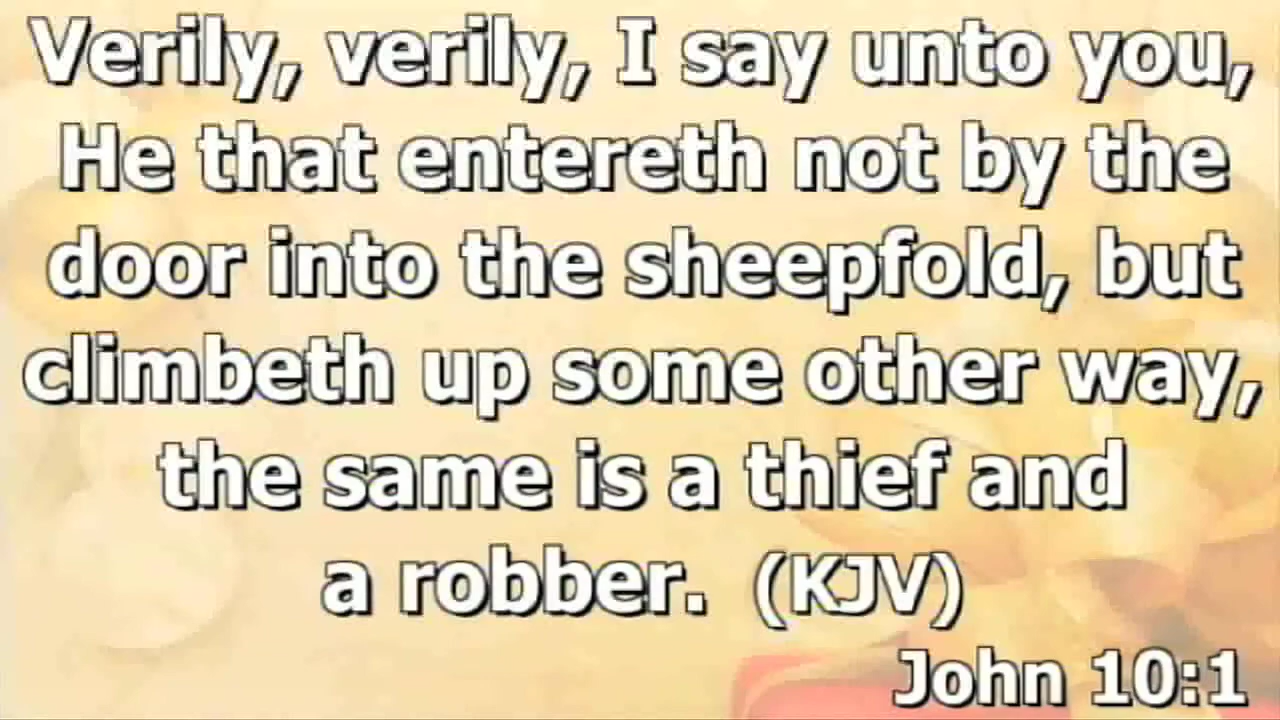 Verily, verily, I say unto you,
He that entereth not by the
door into the sheepfold, but
climbeth up some other way,
the same is a thief and
a robber. (KJV)
John 10:1